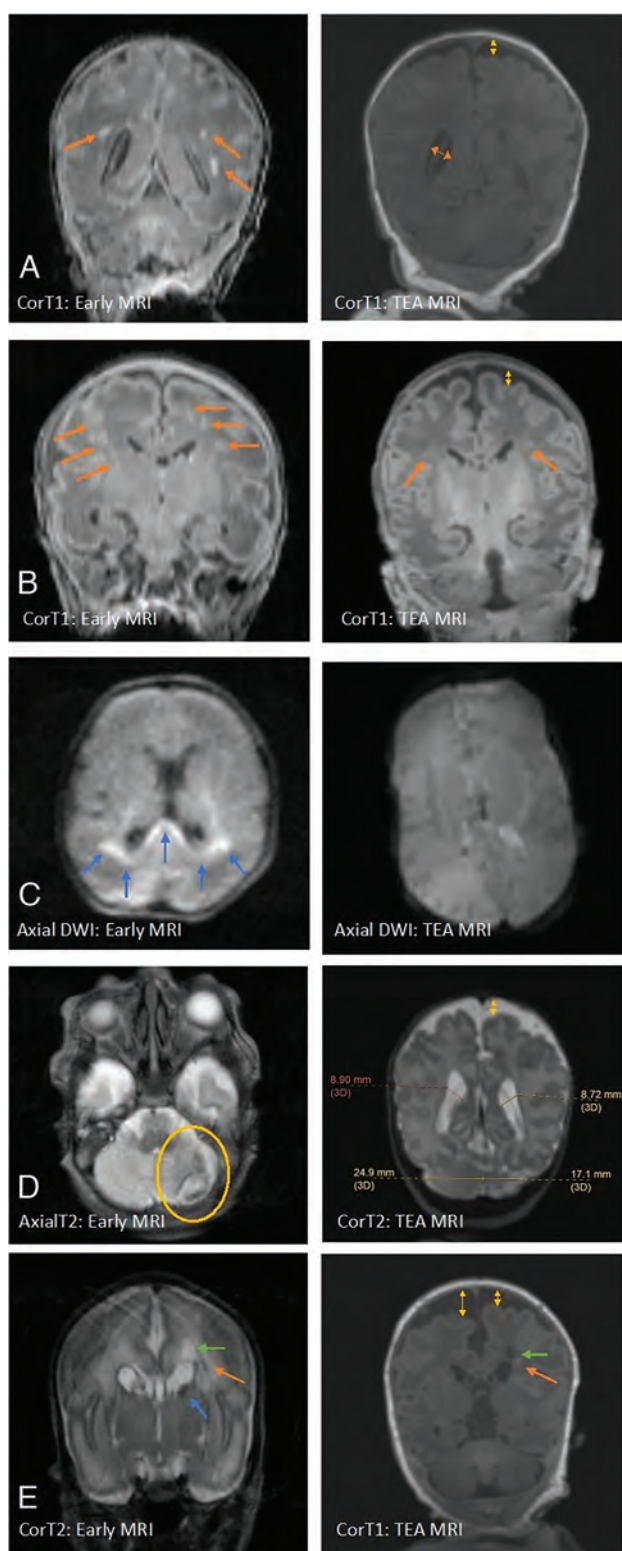 A
CorT1: Early MRI
CorT1: TEA MRI
B
CorT1: Early MRI
CorT1: TEA MRI
C
Axial DWI: Early MRI
Axial DWI: TEA MRI
8.90 mm
(3D)
8.72 mm
(3D)
24.9 mm
(3D)
17.1 mm
(3D)
D
AxialT2: Early MRI
CorT2: TEA MRI
E
CorT2: Early MRI
CorT1: TEA MRI